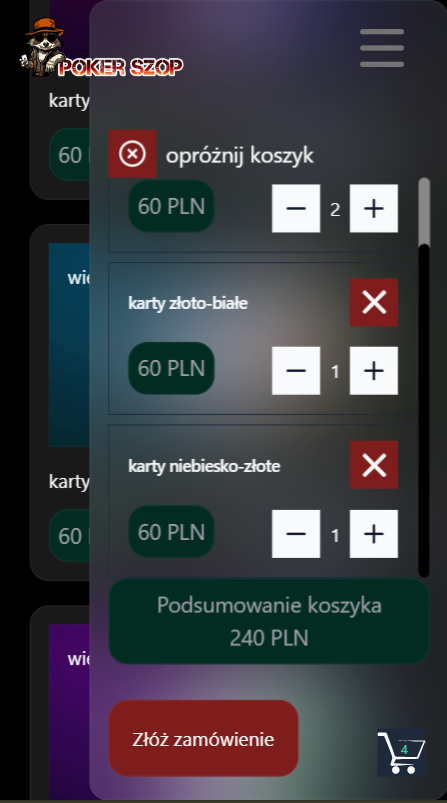 POKER SZOP
karty
opróżnij koszyk
60
60 PLN
2
wie
karty złoto-białe
60 PLN
1
karty
karty niebiesko-złote
60
60 PLN
1
Podsumowanie koszyka
240 PLN
wie
Złóż zamówienie
4